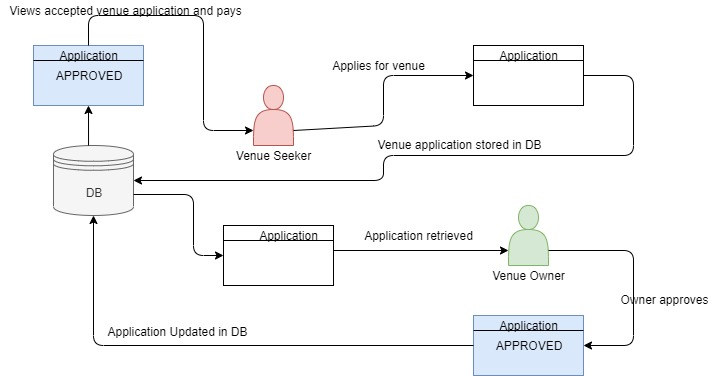 Views accepted venue application and pays
Application
APPROVED
Applies for venue
Application
Venue Seeker
Venue application stored in DB
DB
Application
Application retrieved
Venue Owner
Owner approves
Application Updated in DB
Application
APPROVED